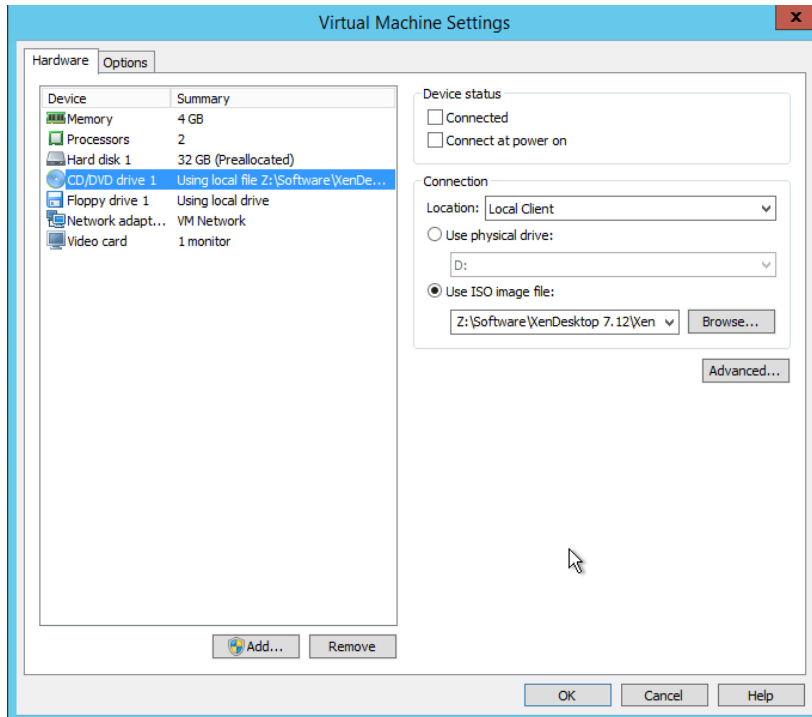 Virtual Machine Settings
x
Hardware Options
Device Summary
Memory 4 GB
Processors 2
Hard disk 1 32 GB (Preallocated)
CD/DVD drive 1 Using local file Z:\Software\XenDe...
Floppy drive 1 Using local drive
Network adapt... VM Network
Video card 1 monitor
Device status
Connected
Connect at power on
Connection
Location: Local Client
Use physical drive:
D:
Use ISO image file:
Z:\Software\XenDesktop 7.12\Xen Browse...
Advanced...
Add... Remove
OK Cancel Help